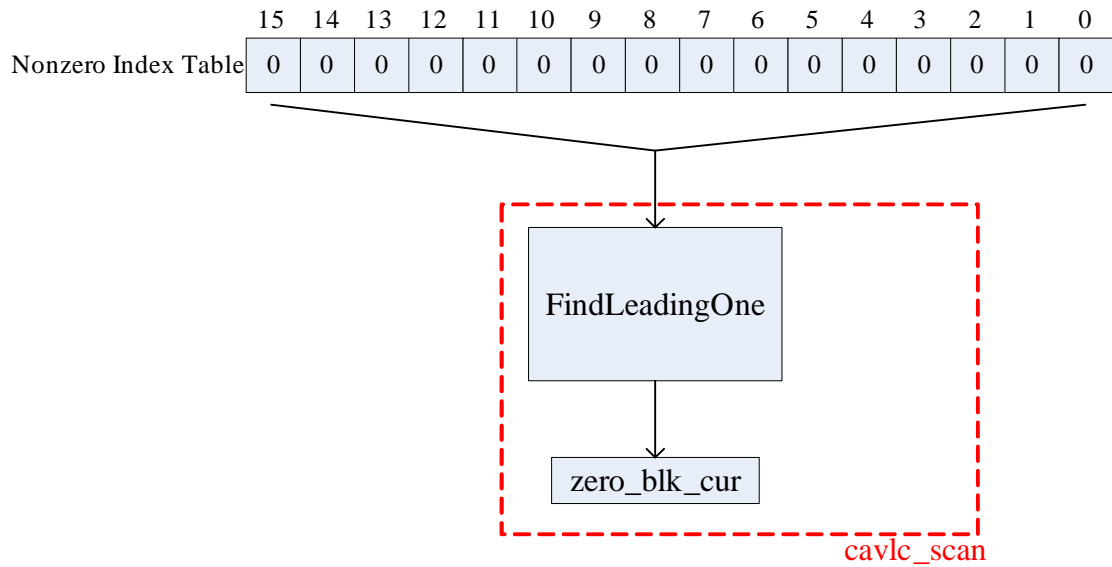 15 14 13 12 11 10 9 8 7 6 5 4 3 2 1 0
Nonzero Index Table 0 0 0 0 0 0 0 0 0 0 0 0 0 0 0 0
FindLeadingOne
zero_blk_cur
cavlc_scan